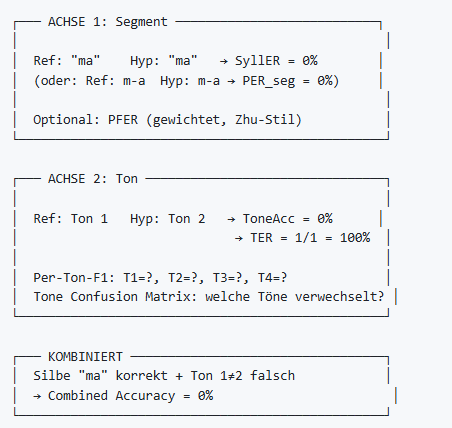 ACHSE 1: Segment
Ref: "ma" Hyp: "ma" → SyllER = 0%
(oder: Ref: m-a Hyp: m-a → PER_seg = 0%)
Optional: PFER (gewichtet, Zhu-Stil)
ACHSE 2: Ton
Ref: Ton 1 Hyp: Ton 2 → ToneAcc = 0%
→ TER = 1/1 = 100%
Per-Ton-F1: T1=?, T2=?, T3=?, T4=?
Tone Confusion Matrix: welche Töne verwechselt?
KOMBINIERT
Silbe "ma" korrekt + Ton 1≠2 falsch
→ Combined Accuracy = 0%